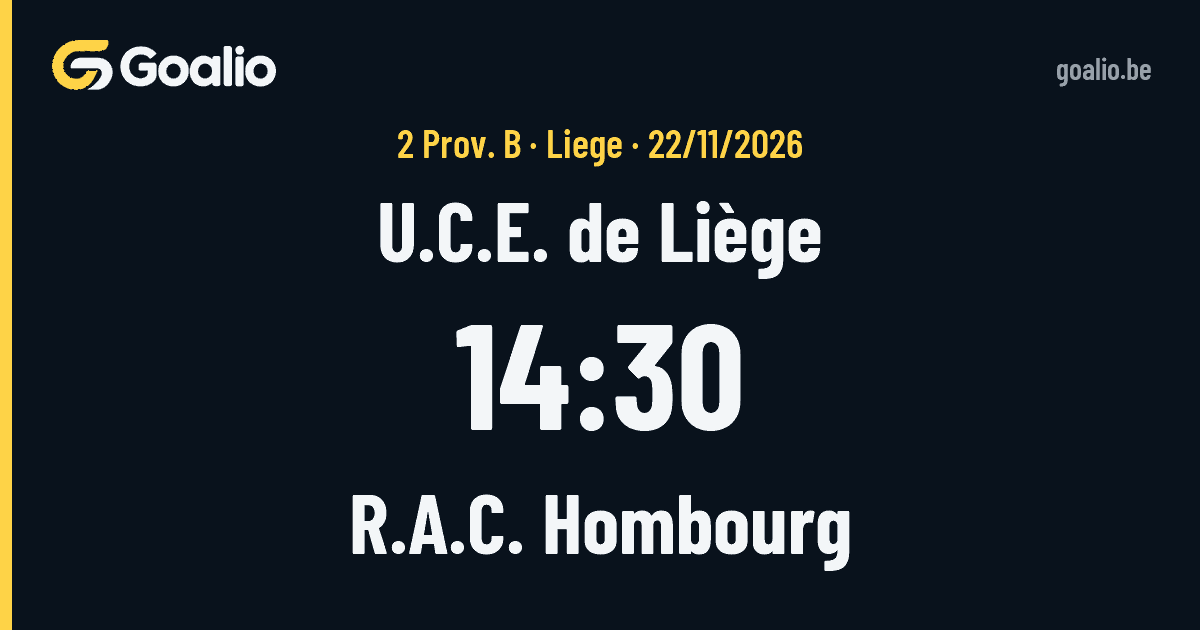 Goalio
goalio.be
2 Prov. B · Liege · 22/11/2026
U.C.E. de Liège
14:30
R.A.C. Hombourg